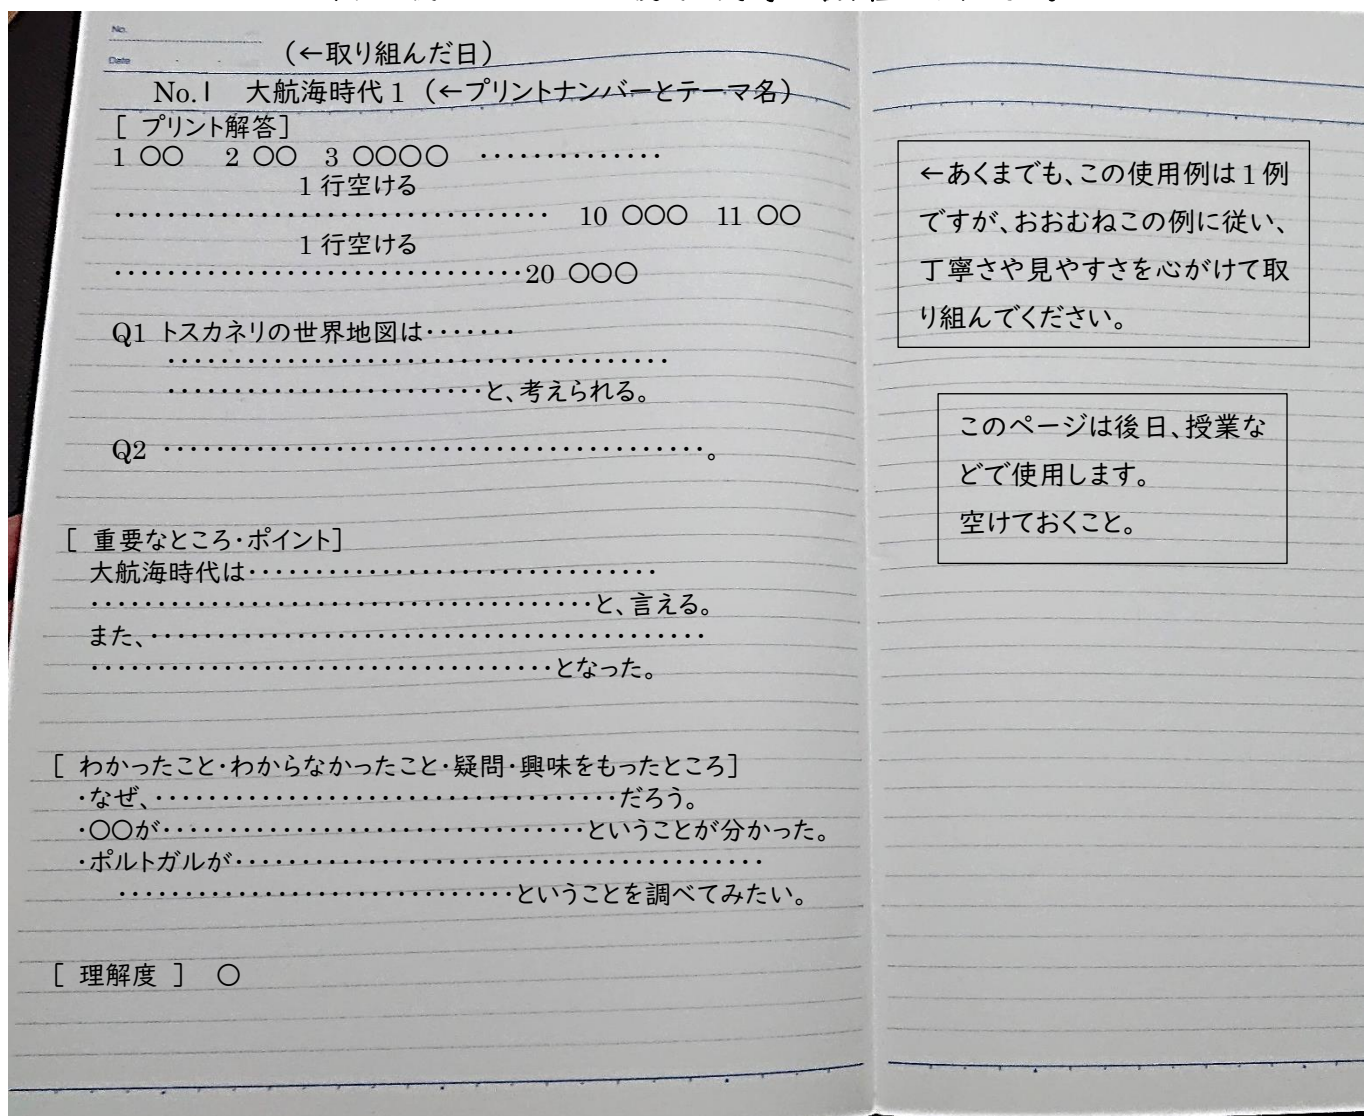 No.
Date
(←取り組んだ日)
No.1 大航海時代1(←プリントナンバーとテーマ名)
[ プリント解答]
1 〇〇 2 〇〇 3 〇〇〇〇 ・・・・・・・・・・・・・・
1行空ける
・・・・・・・・・・・・・・・・・・・・・・・・・・・・・・・・・ 10 〇〇〇 11 〇〇
1行空ける
・・・・・・・・・・・・・・・・・・・・・・・・・・・・・・・20 〇〇〇
Q1 トスカネリの世界地図は・・・・・・・
・・・・・・・・・・・・・・・・・・・・・・・・・・・・・・・・・・・・・・
・・・・・・・・・・・・・・・・・・・・・・・・と、考えられる。
Q2 ・・・・・・・・・・・・・・・・・・・・・・・・・・・・・・・・・・・・・・・・・。
[ 重要なところ・ポイント]
大航海時代は・・・・・・・・・・・・・・・・・・・・・・・・・・・・・・・
・・・・・・・・・・・・・・・・・・・・・・・・・・・・・・・・・・・・・・と、言える。
また、・・・・・・・・・・・・・・・・・・・・・・・・・・・・・・・・・・・・・・・・・・
・・・・・・・・・・・・・・・・・・・・・・・・・・・・・・・・・・・となった。
[ わかったこと・わからなかったこと・疑問・興味をもったところ]
・なぜ、・・・・・・・・・・・・・・・・・・・・・・・・・・・・・・・・・・・だろう。
・〇〇が・・・・・・・・・・・・・・・・・・・・・・・・・・・・・・・・ということが分かった。
・ポルトガルが・・・・・・・・・・・・・・・・・・・・・・・・・・・・・・・・・・・・・・・・
・・・・・・・・・・・・・・・・・・・・・・・・・・・・・・ということを調べてみたい。
[ 理解度 ] 〇
←あくまでも、この使用例は1例
ですが、おおむねこの例に従い、
丁寧さや見やすさを心がけて取
り組んでください。
このページは後日、授業な
どで使用します。
空けておくこと。